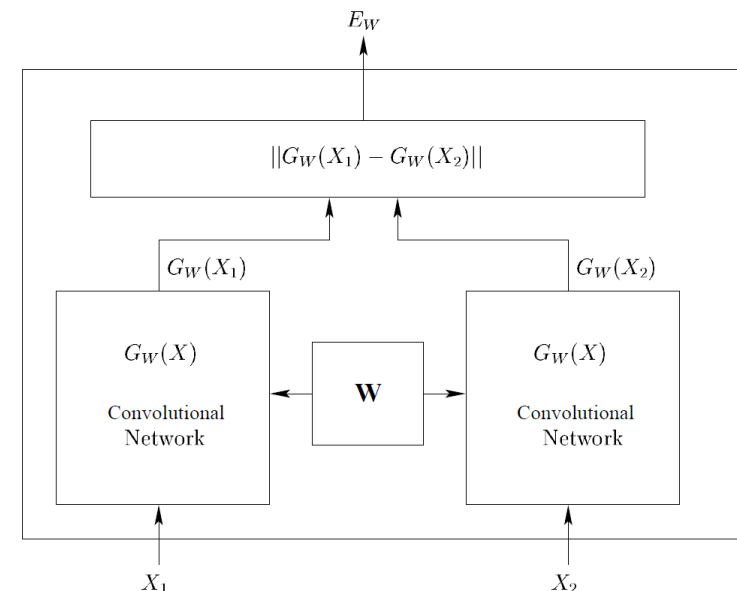 E_W
||G_W(X_1) − G_W(X_2)||
G_W(X_1)
G_W(X_2)
G_W(X)
Convolutional
Network
W
G_W(X)
Convolutional
Network
X_1
X_2